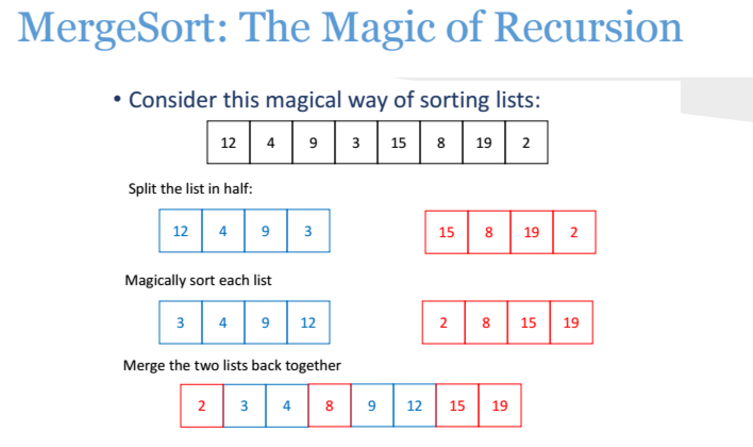 MergeSort: The Magic of Recursion
• Consider this magical way of sorting lists:
12 4 9 3 15 8 19 2
Split the list in half:
12 4 9 3 15 8 19 2
Magically sort each list
3 4 9 12 2 8 15 19
Merge the two lists back together
2 3 4 8 9 12 15 19